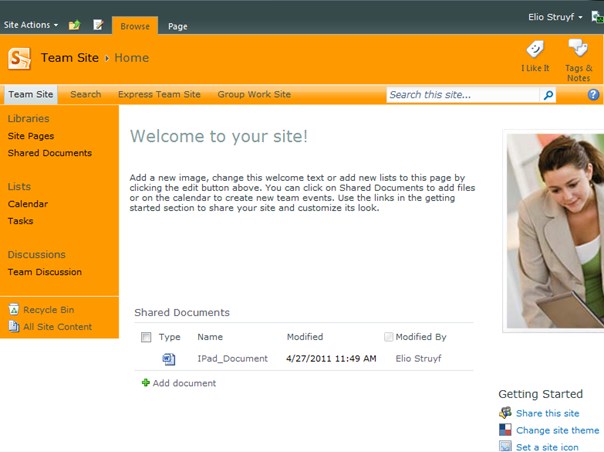 Site Actions Browse Page Elio Struyf
Team Site Home
I Like It Tags &
Notes
Team Site Search Express Team Site Group Work Site Search this site...
Libraries
Site Pages
Shared Documents
Lists
Calendar
Tasks
Discussions
Team Discussion
Recycle Bin
All Site Content
Welcome to your site!
Add a new image, change this welcome text or add new lists to this page by
clicking the edit button above. You can click on Shared Documents to add files
or on the calendar to create new team events. Use the links in the getting
started section to share your site and customize its look.
Shared Documents
Type Name Modified Modified By
IPad_Document 4/27/2011 11:49 AM Elio Struyf
Add document
Getting Started
Share this site
Change site theme
Set a site icon